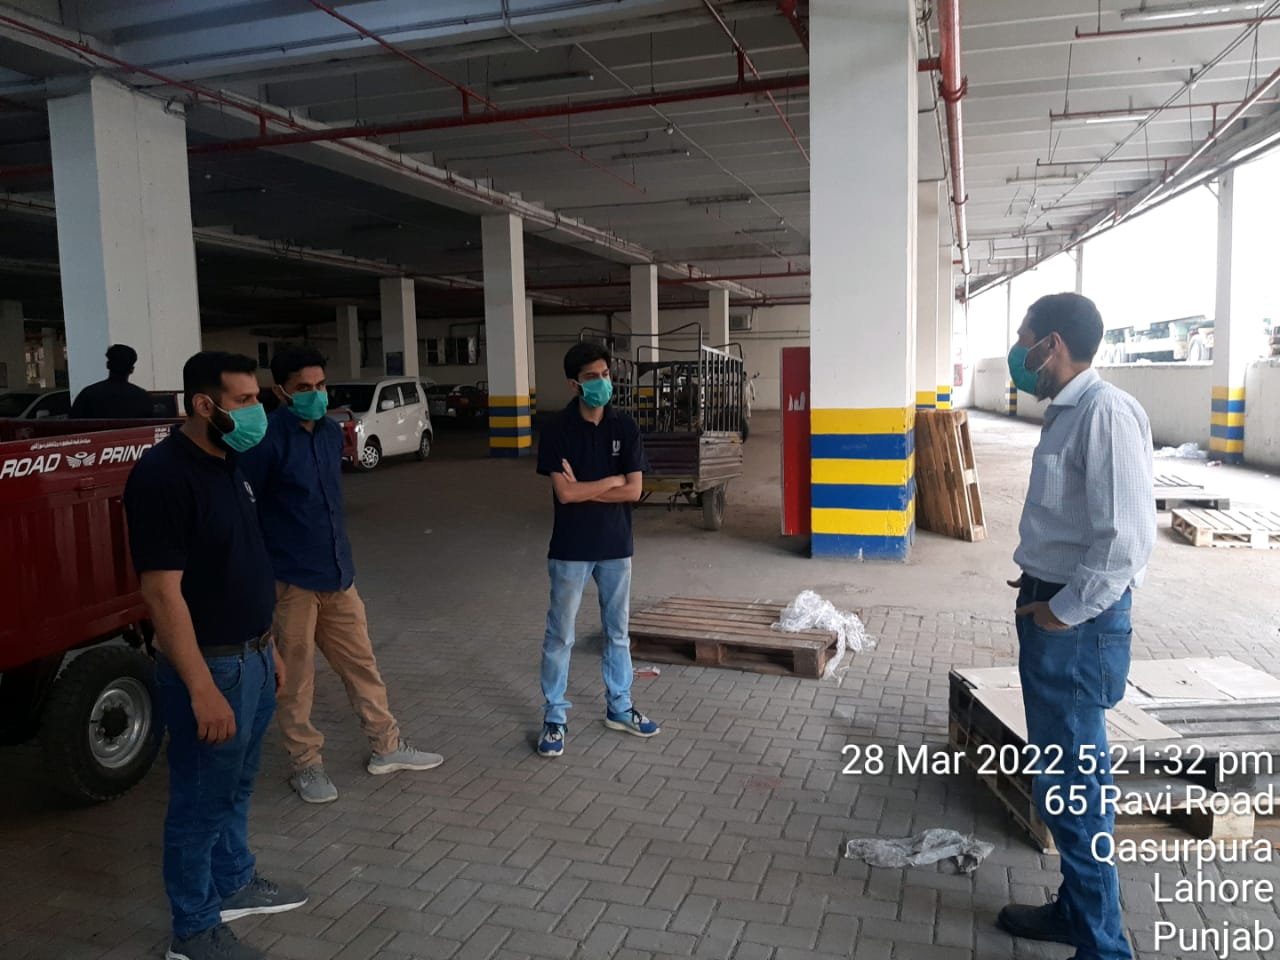 ROAD PRINC
U
28 Mar 2022 5:21:32 pm
65 Ravi Road
Qasurpura
Lahore
Punjab